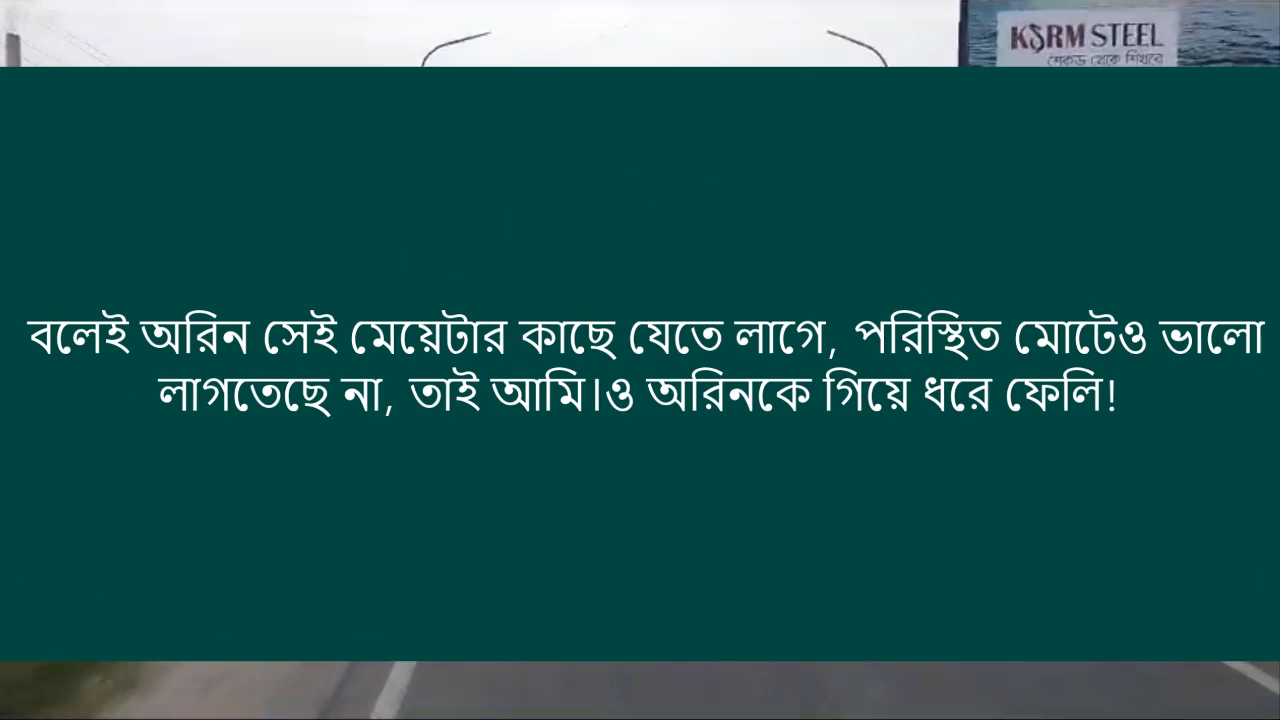 KSRM STEEL
বলেই অরিন সেই মেয়েটার কাছে যেতে লাগে, পরিস্থিত মোটেও ভালো
লাগতেছে না, তাই আমি।ও অরিনকে গিয়ে ধরে ফেলি!